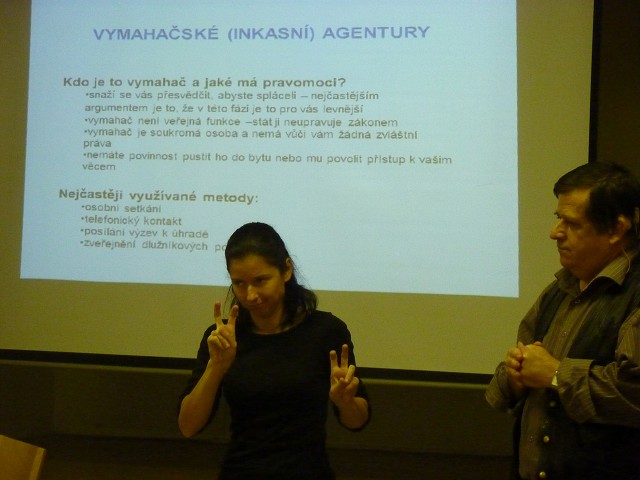 VYMAHAČSKÉ (INKASNÍ) AGENTURY
Kdo je to vymahač a jaké má pravomoci?
•snaží se vás přesvědčit, abyste spláceli – nejčastějším
argumentem je to, že v této fázi je to pro vás levnější
•vymahač není veřejná funkce –stát ji neupravuje zákonem
•vymahač je soukromá osoba a nemá vůči vám žádná zvláštní
práva
•nemáte povinnost pustit ho do bytu nebo mu povolit přístup k vašim
věcem
Nejčastěji využívané metody:
•osobní setkání
•telefonický kontakt
•posílání výzev k úhradě
•zveřejnění dlužníkových